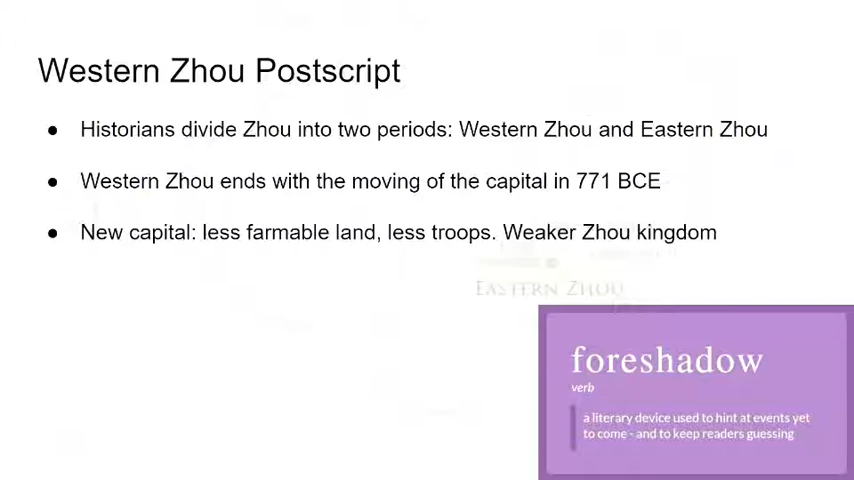 Western Zhou Postscript
● Historians divide Zhou into two periods: Western Zhou and Eastern Zhou
● Western Zhou ends with the moving of the capital in 771 BCE
● New capital: less farmable land, less troops. Weaker Zhou kingdom
EASTERN ZHOU
foreshadow
verb
a literary device used to hint at events yet
to come - and to keep readers guessing